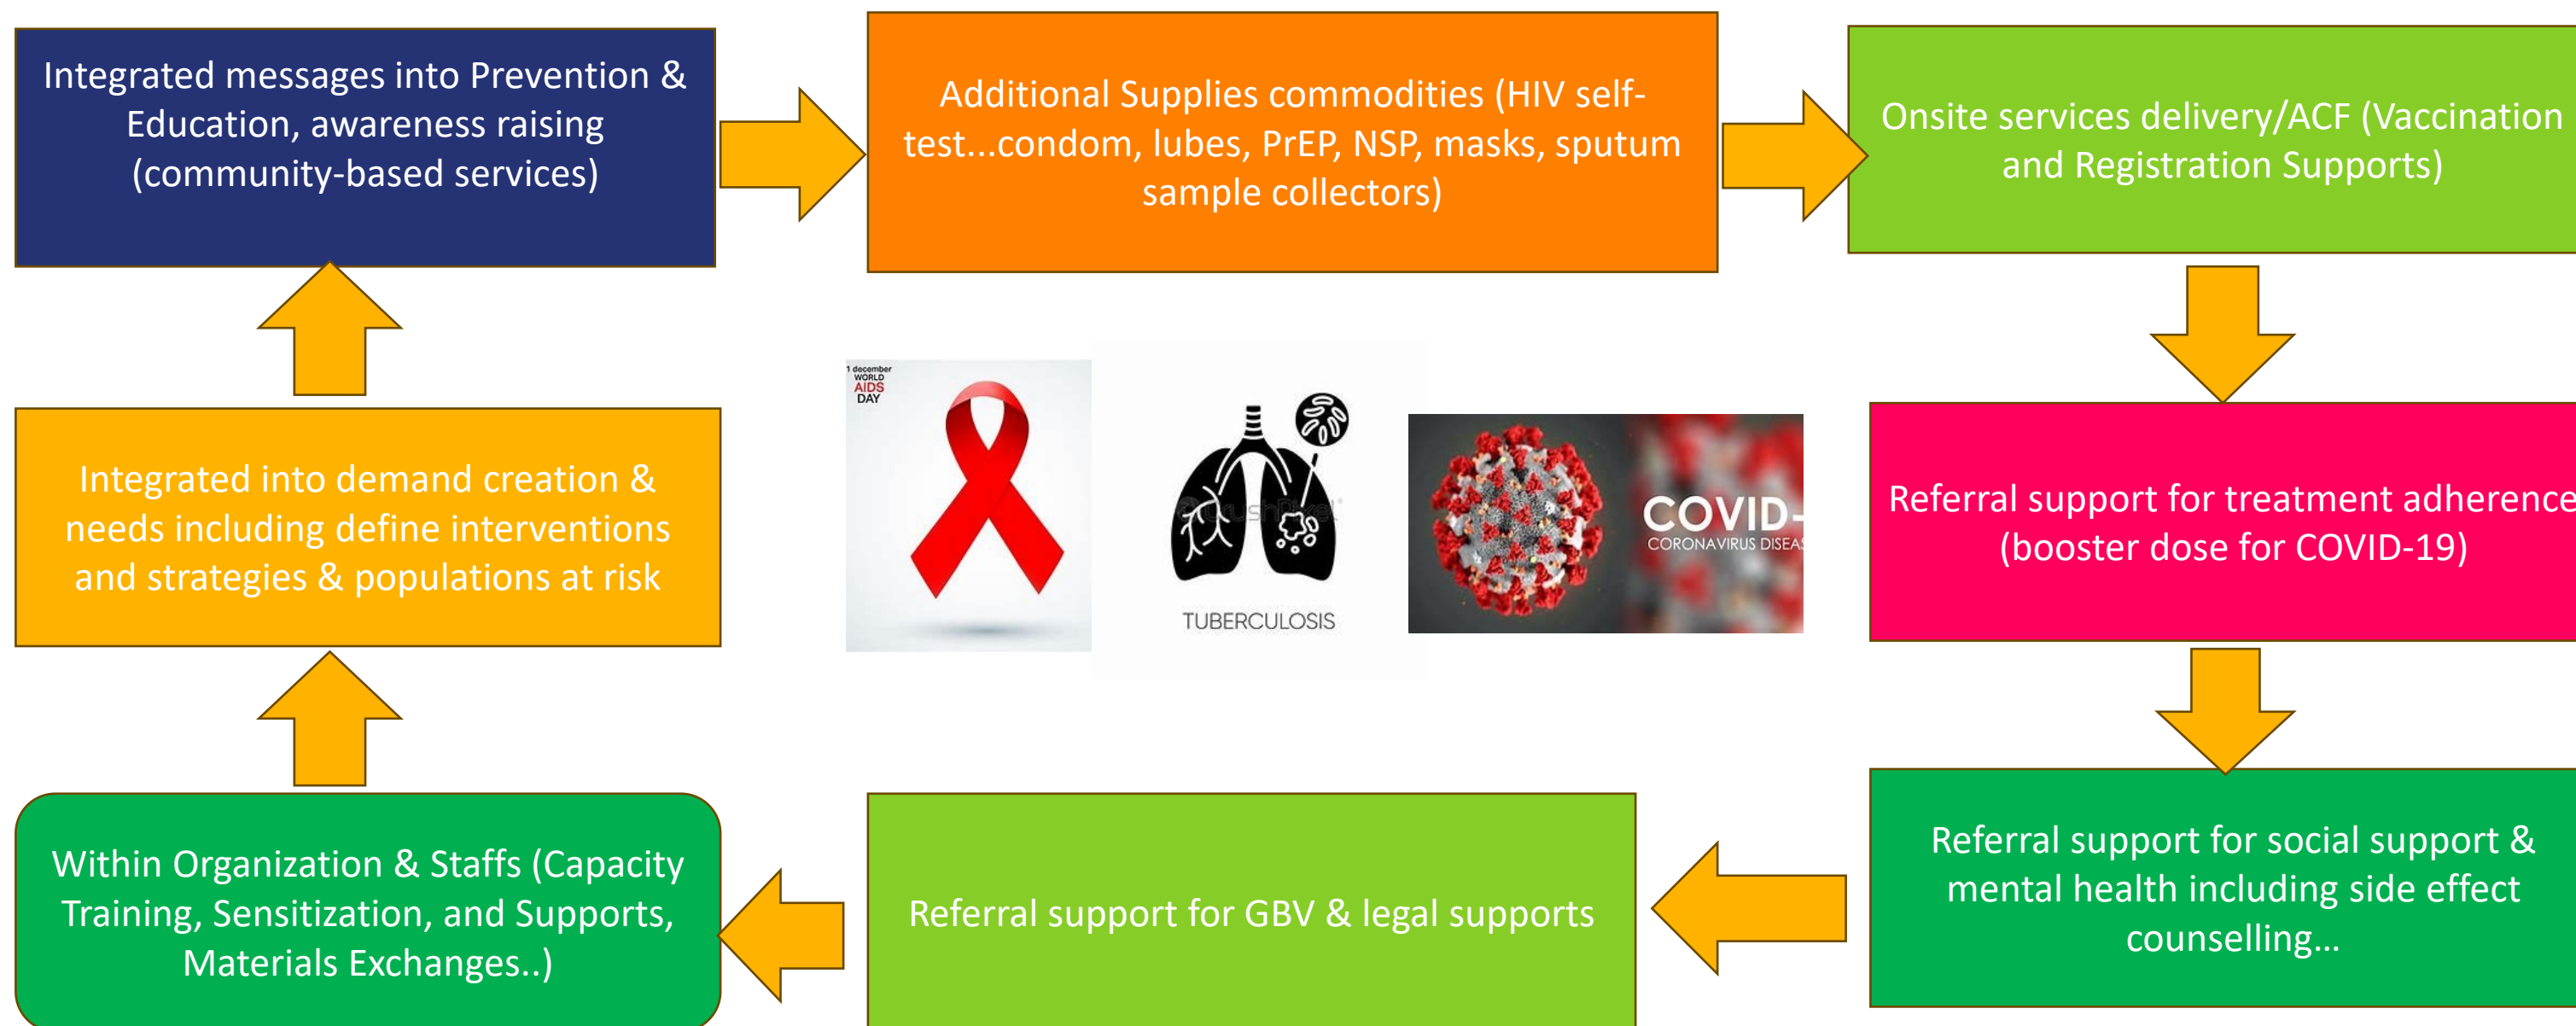 Integrated messages into Prevention &
Education, awareness raising
(community-based services)
Additional Supplies commodities (HIV self-
test...condom, lubes, PrEP, NSP, masks, sputum
sample collectors)
Onsite services delivery/ACF (Vaccination
and Registration Supports)
Integrated into demand creation &
needs including define interventions
and strategies & populations at risk
1 december
WORLD
AIDS
DAY
TUBERCULOSIS
COVID-
CORONAVIRUS DISEAS
Referral support for treatment adherence
(booster dose for COVID-19)
Within Organization & Staffs (Capacity
Training, Sensitization, and Supports,
Materials Exchanges..)
Referral support for GBV & legal supports
Referral support for social support &
mental health including side effect
counselling...